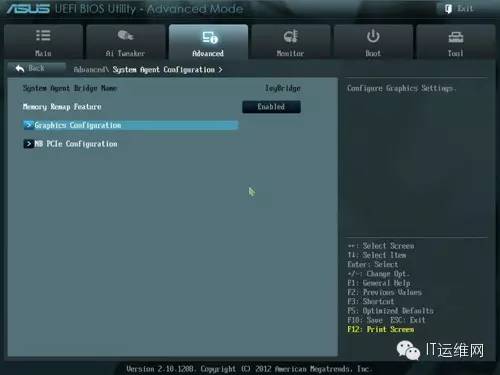 ASUS UEFI BIOS Utility - Advanced Mode
Exit
Main
Ai Tweaker
Advanced
Monitor
Boot
Tool
Back
Advanced\ System Agent Configuration >
Configure Graphics Settings.
System Agent Bridge Name
IvyBridge
Memory Remap Feature
Enabled
> Graphics Configuration
> NB PCIe Configuration
→←: Select Screen
↑↓: Select Item
Enter: Select
+/-: Change Opt.
F1: General Help
F2: Previous Values
F3: Shortcut
F5: Optimized Defaults
F10: Save ESC: Exit
F12: Print Screen
IT运维网
Version 2.10.1208. Copyright (C) 2012 American Megatrends, Inc.